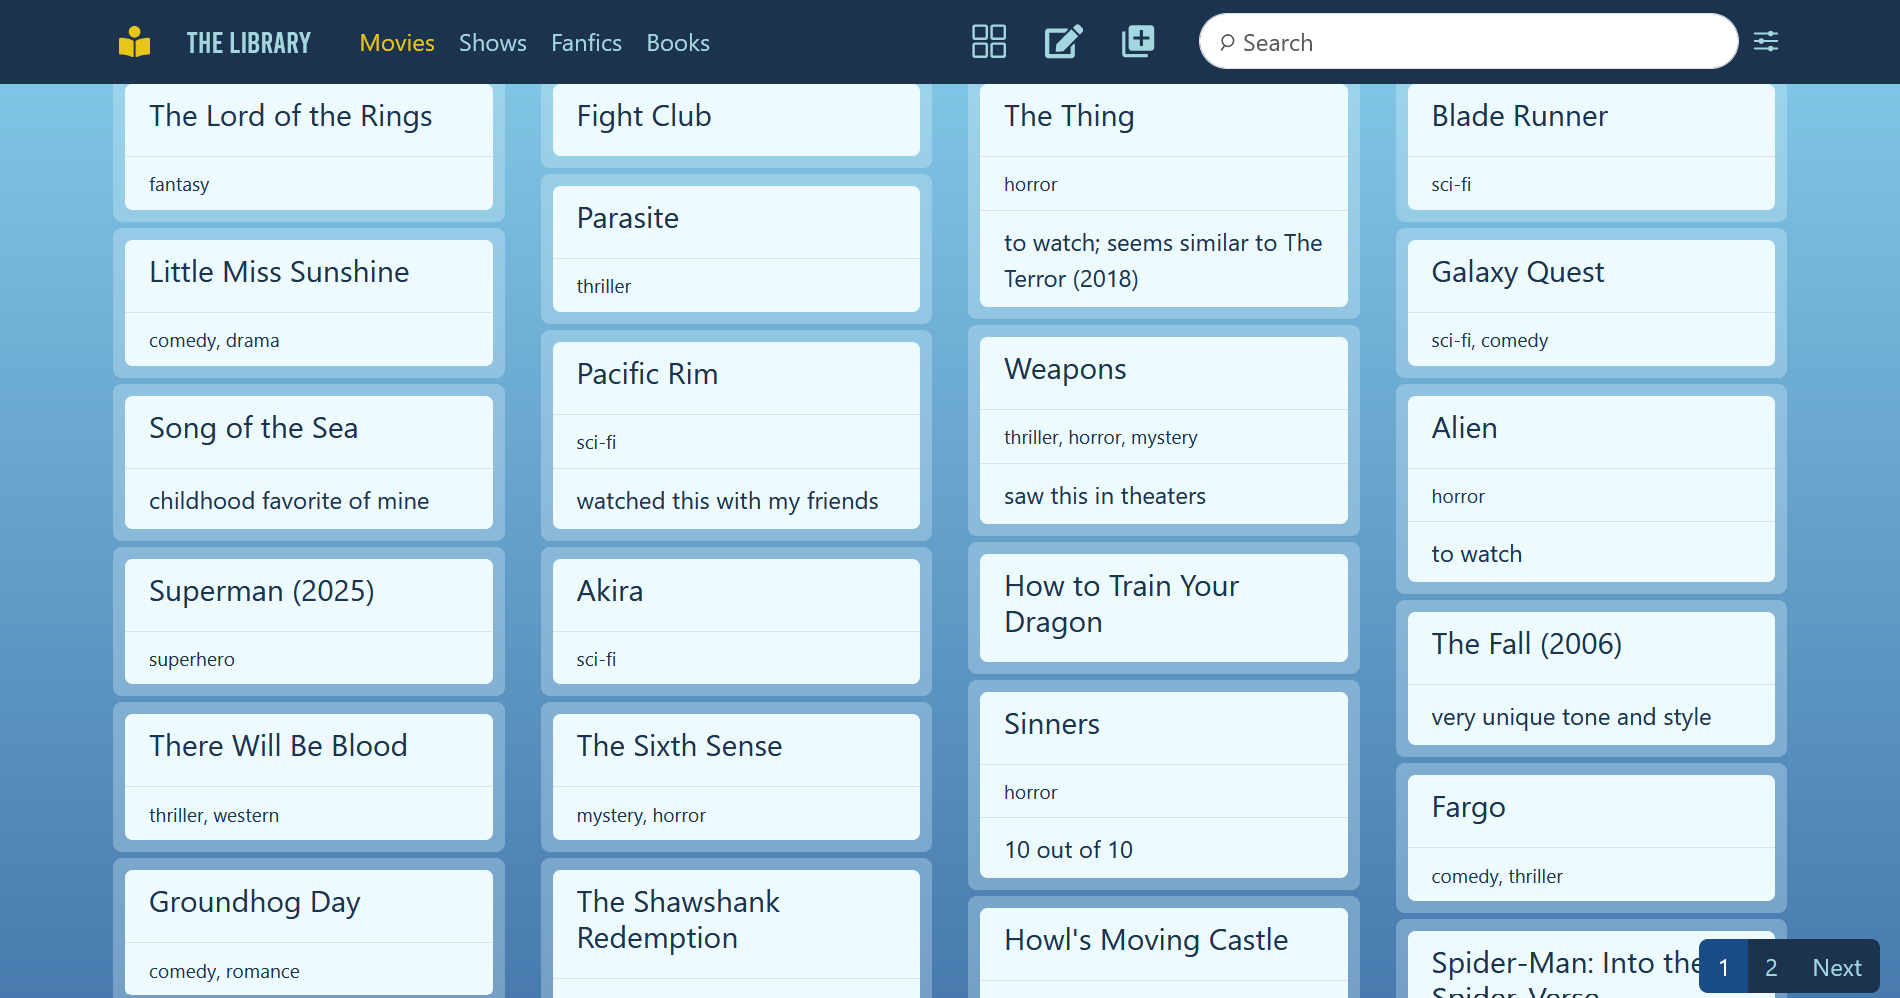 THE LIBRARY
Movies
Shows
Fanfics
Books
Search
The Lord of the Rings
fantasy
Little Miss Sunshine
comedy, drama
Song of the Sea
childhood favorite of mine
Superman (2025)
superhero
There Will Be Blood
thriller, western
Groundhog Day
comedy, romance
Fight Club
Parasite
thriller
Pacific Rim
sci-fi
watched this with my friends
Akira
sci-fi
The Sixth Sense
mystery, horror
The Shawshank
Redemption
The Thing
horror
to watch; seems similar to The
Terror (2018)
Weapons
thriller, horror, mystery
saw this in theaters
How to Train Your
Dragon
Sinners
horror
10 out of 10
Howl's Moving Castle
Blade Runner
sci-fi
Galaxy Quest
sci-fi, comedy
Alien
horror
to watch
The Fall (2006)
very unique tone and style
Fargo
comedy, thriller
Spider-Man: Into the
Spider-Verse
1
2
Next